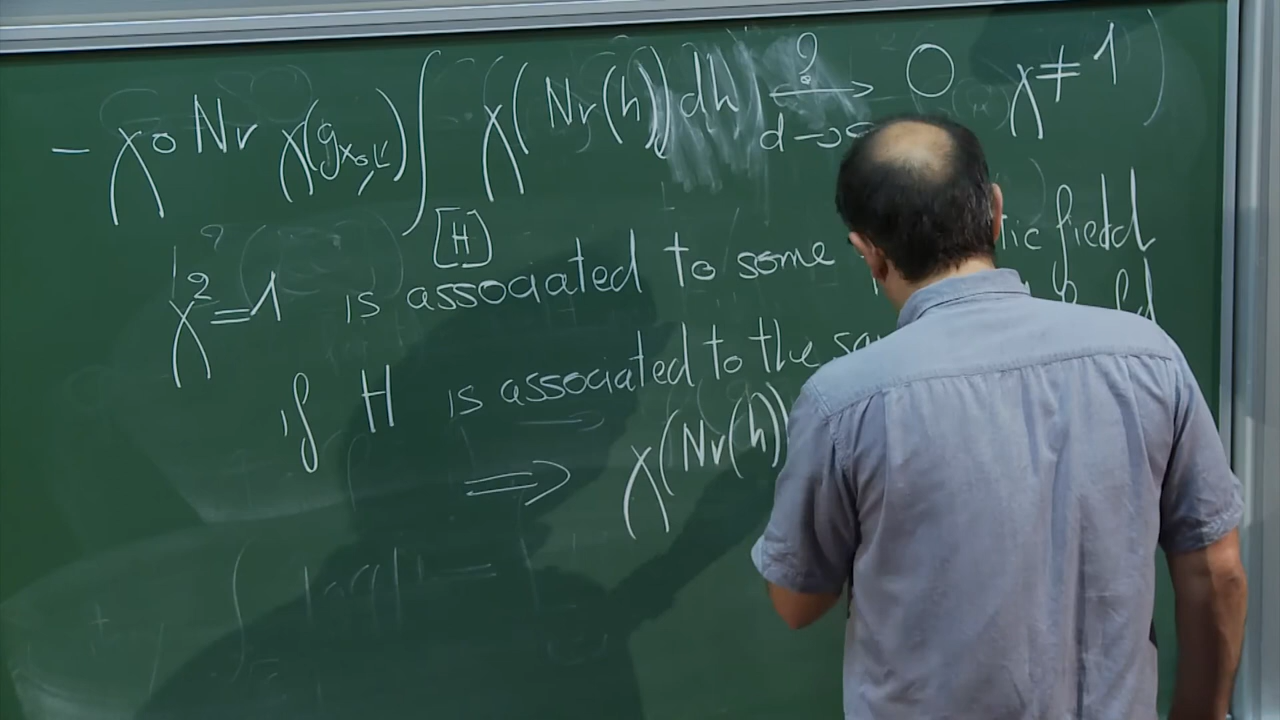 - χ∘Nr χ(g_{x_0,k}) ∫_{[H]} χ(Nr(h)) dh →^{?}_{d→∞} 0 χ ≠ 1 )
χ² = 1 is associated to some tic field
if H is associated to the
⟹ χ(Nr(h))